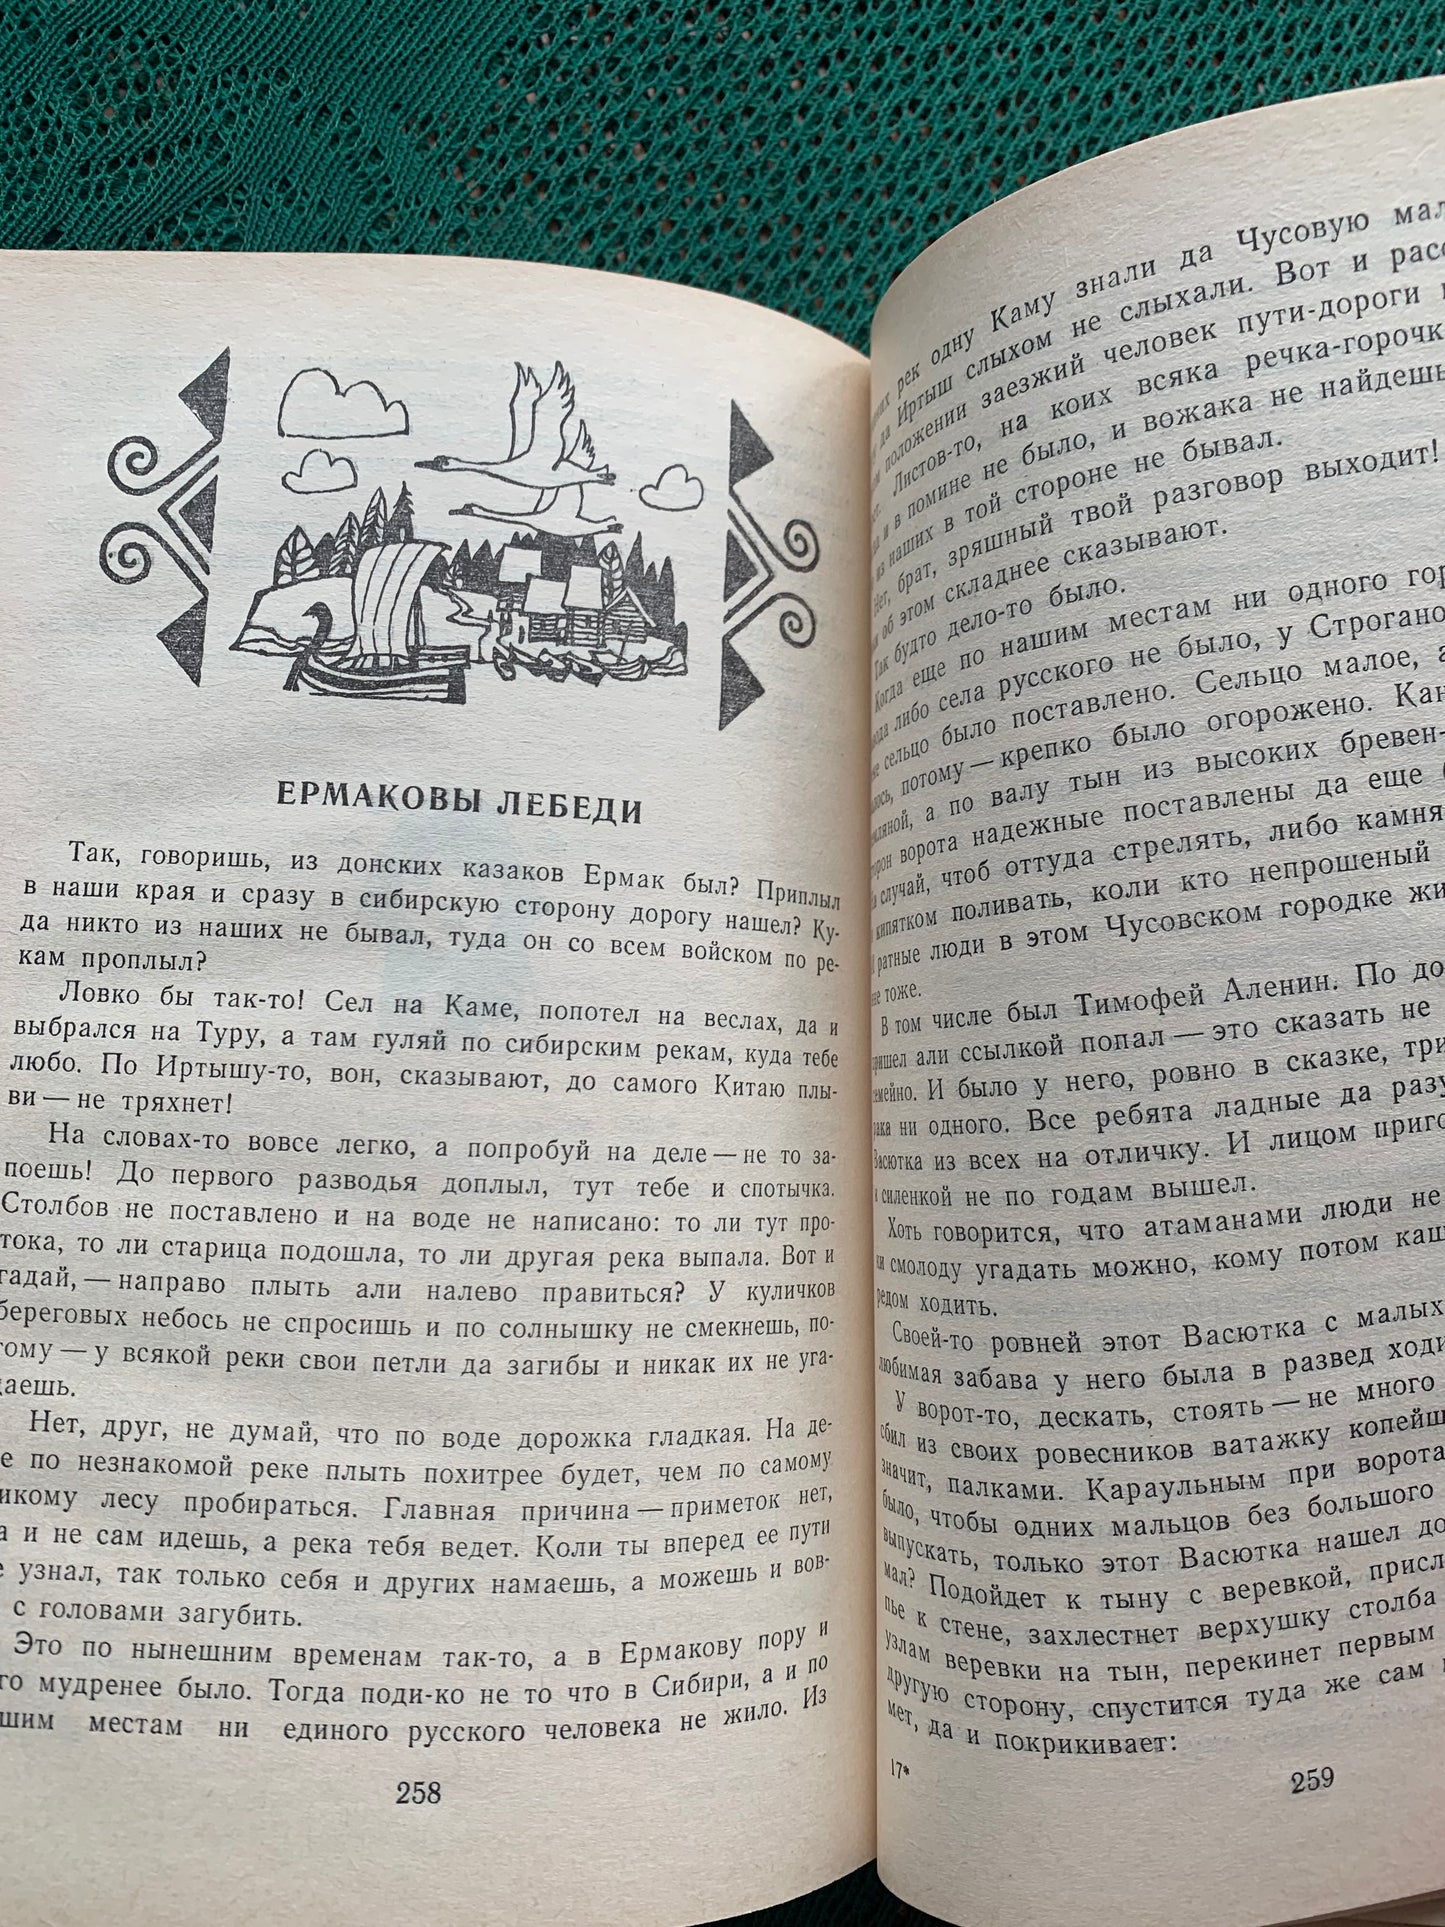 ЕРМАКОВЫ ЛЕБЕДИ
Так, говоришь, из донских казаков Ермак был? Приплыл
в наши края и сразу в сибирскую сторону дорогу нашел? Ку-
да никто из наших не бывал, туда он со всем войском по ре-
кам проплыл?
Ловко бы так-то! Сел на Каме, попотел на веслах, да и
выбрался на Туру, а там гуляй по сибирским рекам, куда тебе
любо. По Иртышу-то, вон, сказывают, до самого Китаю плы-
ви — не тряхнет!
На словах-то вовсе легко, а попробуй на деле — не то за-
поешь! До первого разводья доплыл, тут тебе и спотычка.
Столбов не поставлено и на воде не написано: то ли тут про-
тока, то ли старица подошла, то ли другая река выпала. Вот и
гадай, — направо плыть али налево правиться? У куличков
береговых небось не спросишь и по солнышку не смекнешь, по-
тому — у всякой реки свои петли да загибы и никак их не уга-
даешь.
Нет, друг, не думай, что по воде дорожка гладкая. На де-
е по незнакомой реке плыть похитрее будет, чем по самому
икому лесу пробираться. Главная причина — приметок нет,
а и не сам идешь, а река тебя ведет. Коли ты вперед ее пути
е узнал, так только себя и других намаешь, а можешь и вов-
с головами загубить.
Это по нынешним временам так-то, а в Ермакову пору и
го мудренее было. Тогда поди-ко не то что в Сибири, а и по
шим местам ни единого русского человека не жило. Из
258
рек одну Каму знали да Чусовую мал
да Иртыш слыхом не слыхали. Вот и расс
положении заезжий человек пути-дороги
Листов-то, на коих всяка речка-горочк
и в помине не было, и вожака не найдешь
из наших в той стороне не бывал.
Нет, брат, зряшный твой разговор выходит!
об этом складнее сказывают.
Так будто дело-то было.
Когда еще по нашим местам ни одного гор
либо села русского не было, у Строгано
сельцо было поставлено. Сельцо малое, а
лось, потому — крепко было огорожено. Кан
земляной, а по валу тын из высоких бревен-
торон ворота надежные поставлены да еще
случай, чтоб оттуда стрелять, либо камня
кипятком поливать, коли кто непрошеный
ратные люди в этом Чусовском городке жи
не тоже.
В том числе был Тимофей Аленин. По до
пришел али ссылкой попал — это сказать не
семейно. И было у него, ровно в сказке, три
рака ни одного. Все ребята ладные да разу
Васютка из всех на отличку. И лицом приго
и силенкой не по годам вышел.
Хоть говорится, что атаманами люди не
ки смолоду угадать можно, кому потом каш
редом ходить.
Своей-то ровней этот Васютка с малых
любимая забава у него была в развед ходи
У ворот-то, дескать, стоять — не много
сбил из своих ровесников ватажку копейш
значит, палками. Караульным при ворота
было, чтобы одних мальцов без большого
выпускать, только этот Васютка нашел до
мал? Подойдет к тыну с веревкой, присл
пье к стене, захлестнет верхушку столба
узлам веревки на тын, перекинет первым
другую сторону, спустится туда же сам
мет, да и покрикивает:
17*
259